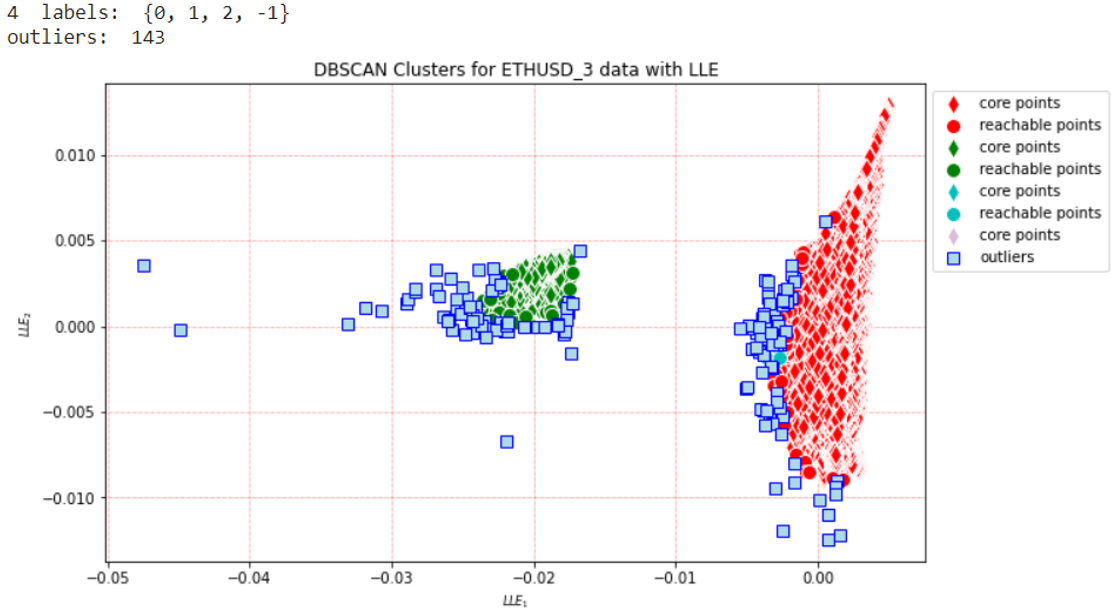 4  labels:  {0, 1, 2, -1}
outliers:  143
DBSCAN Clusters for ETHUSD_3 data with LLE
core points
reachable points
core points
reachable points
core points
reachable points
core points
outliers
0.010
0.005
0.000
−0.005
−0.010
LLE₂
−0.05 −0.04 −0.03 −0.02 −0.01 0.00
LLE₁